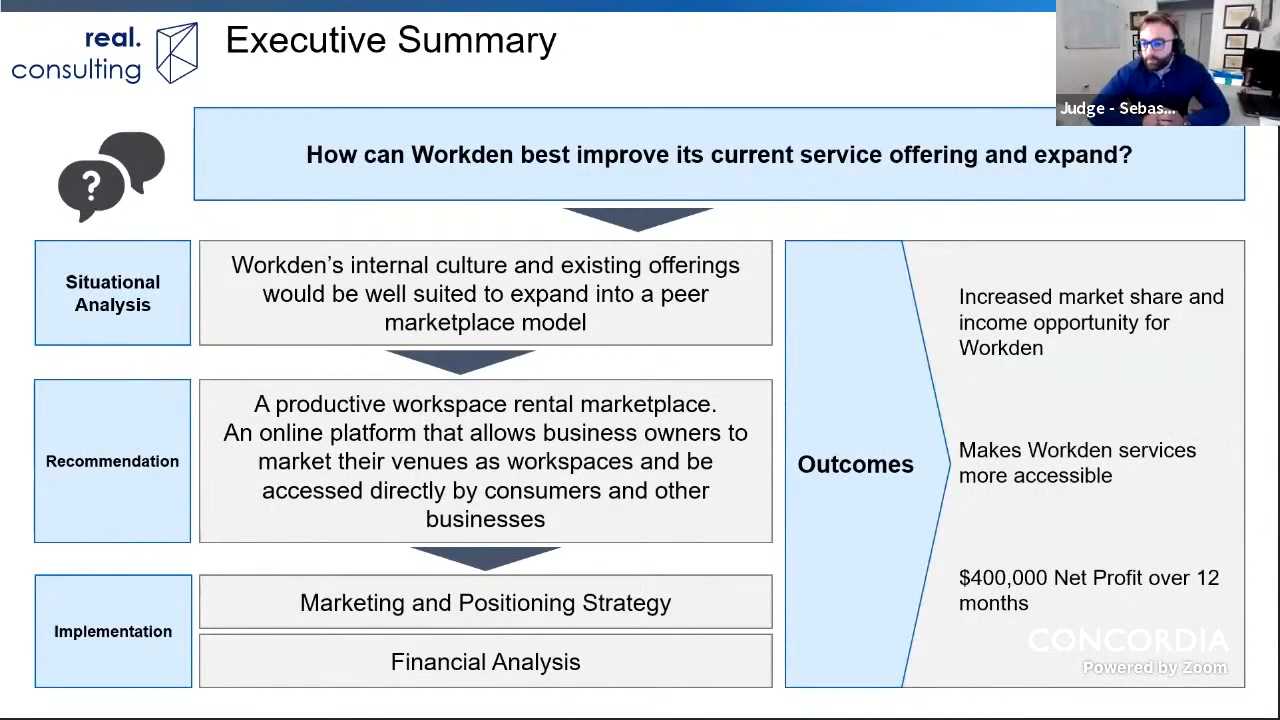 real.
consulting
Executive Summary
Judge - Sebas...
?
How can Workden best improve its current service offering and expand?
Situational
Analysis
Workden’s internal culture and existing offerings
would be well suited to expand into a peer
marketplace model
Recommendation
A productive workspace rental marketplace.
An online platform that allows business owners to
market their venues as workspaces and be
accessed directly by consumers and other
businesses
Implementation
Marketing and Positioning Strategy
Financial Analysis
Outcomes
Increased market share and
income opportunity for
Workden
Makes Workden services
more accessible
$400,000 Net Profit over 12
months
CONCORDIA
Powered by Zoom